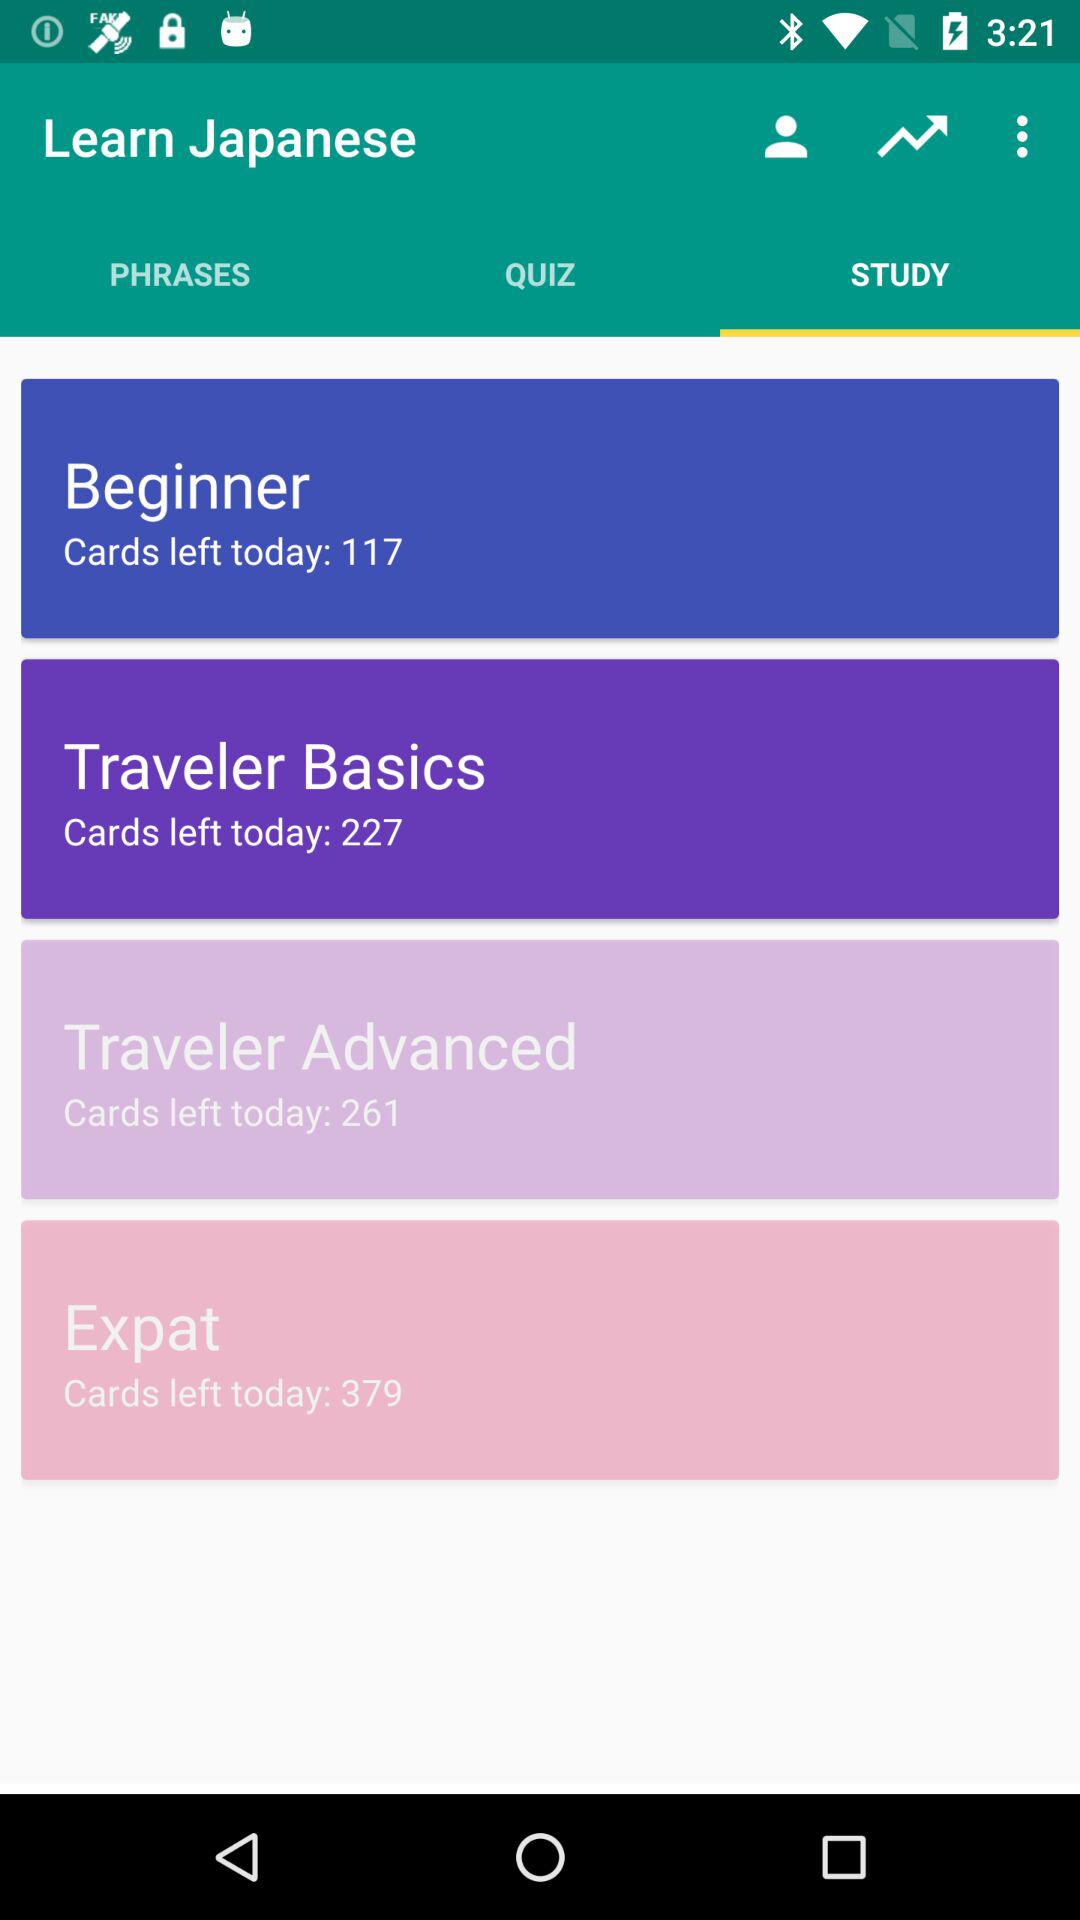 FAKE
3:21
Learn Japanese
PHRASES QUIZ STUDY
Beginner
Cards left today: 117
Traveler Basics
Cards left today: 227
Traveler Advanced
Cards left today: 261
Expat
Cards left today: 379